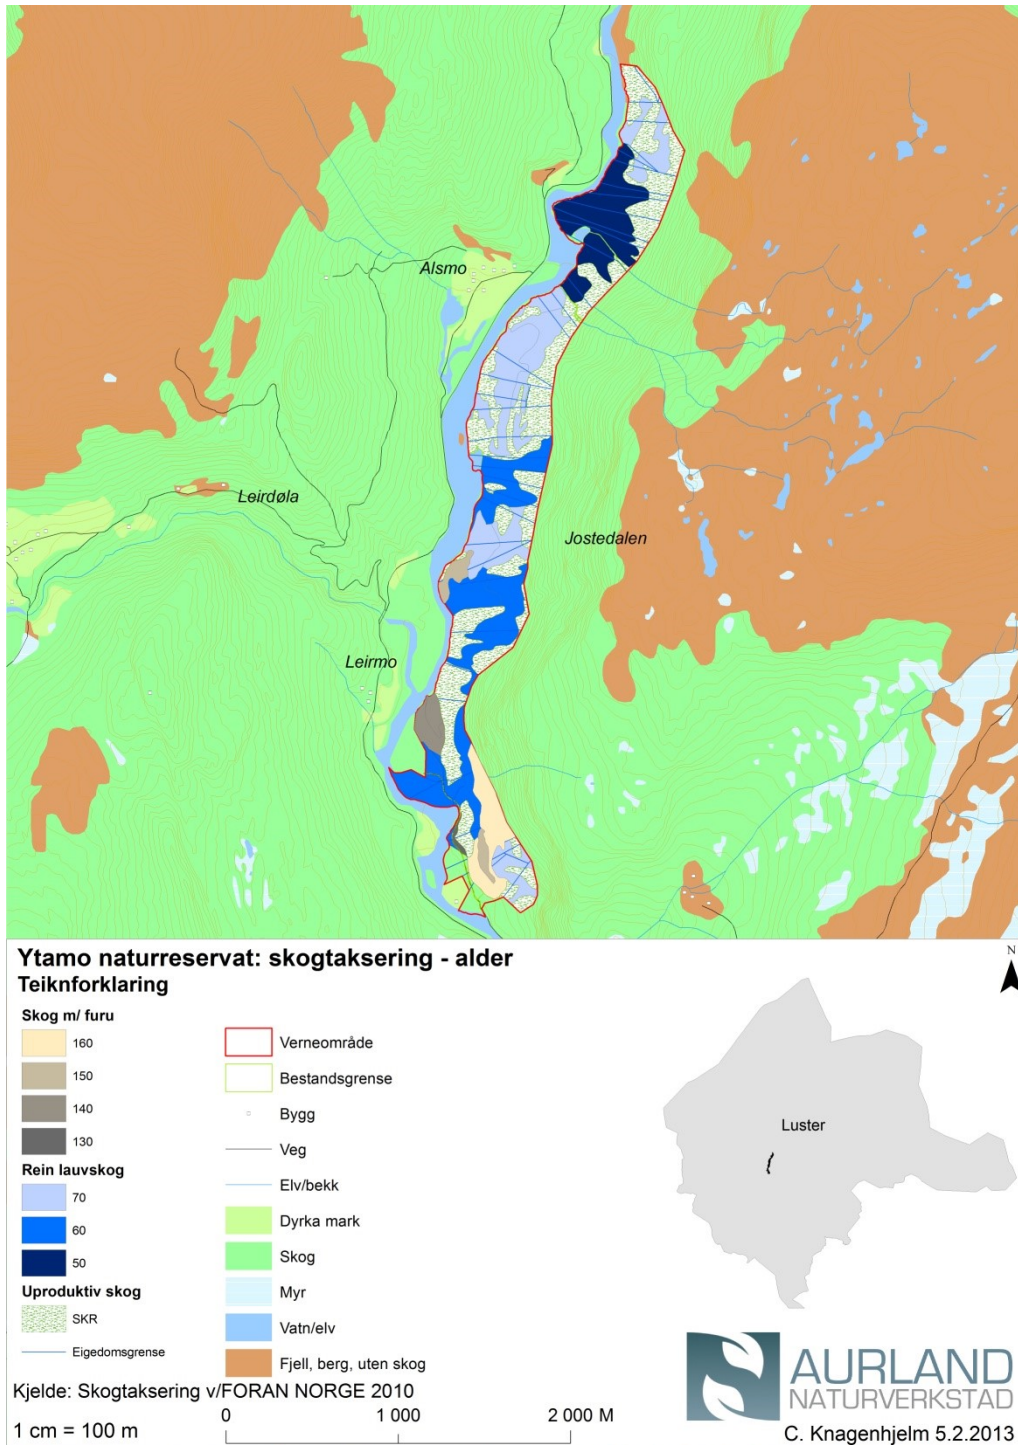 Alsmo
Leirdøla
Jostedalen
Leirmo
Ytamo naturreservat: skogtaksering - alder
Teiknforklaring
Skog m/ furu
160
150
140
130
Rein lauvskog
70
60
50
Uproduktiv skog
SKR
Eigedomsgrense
Verneområde
Bestandsgrense
Bygg
Veg
Elv/bekk
Dyrka mark
Skog
Myr
Vatn/elv
Fjell, berg, uten skog
N
Luster
Kjelde: Skogtaksering v/FORAN NORGE 2010
1 cm = 100 m
0 1 000 2 000 M
AURLAND
NATURVERKSTAD
C. Knagenhjelm 5.2.2013